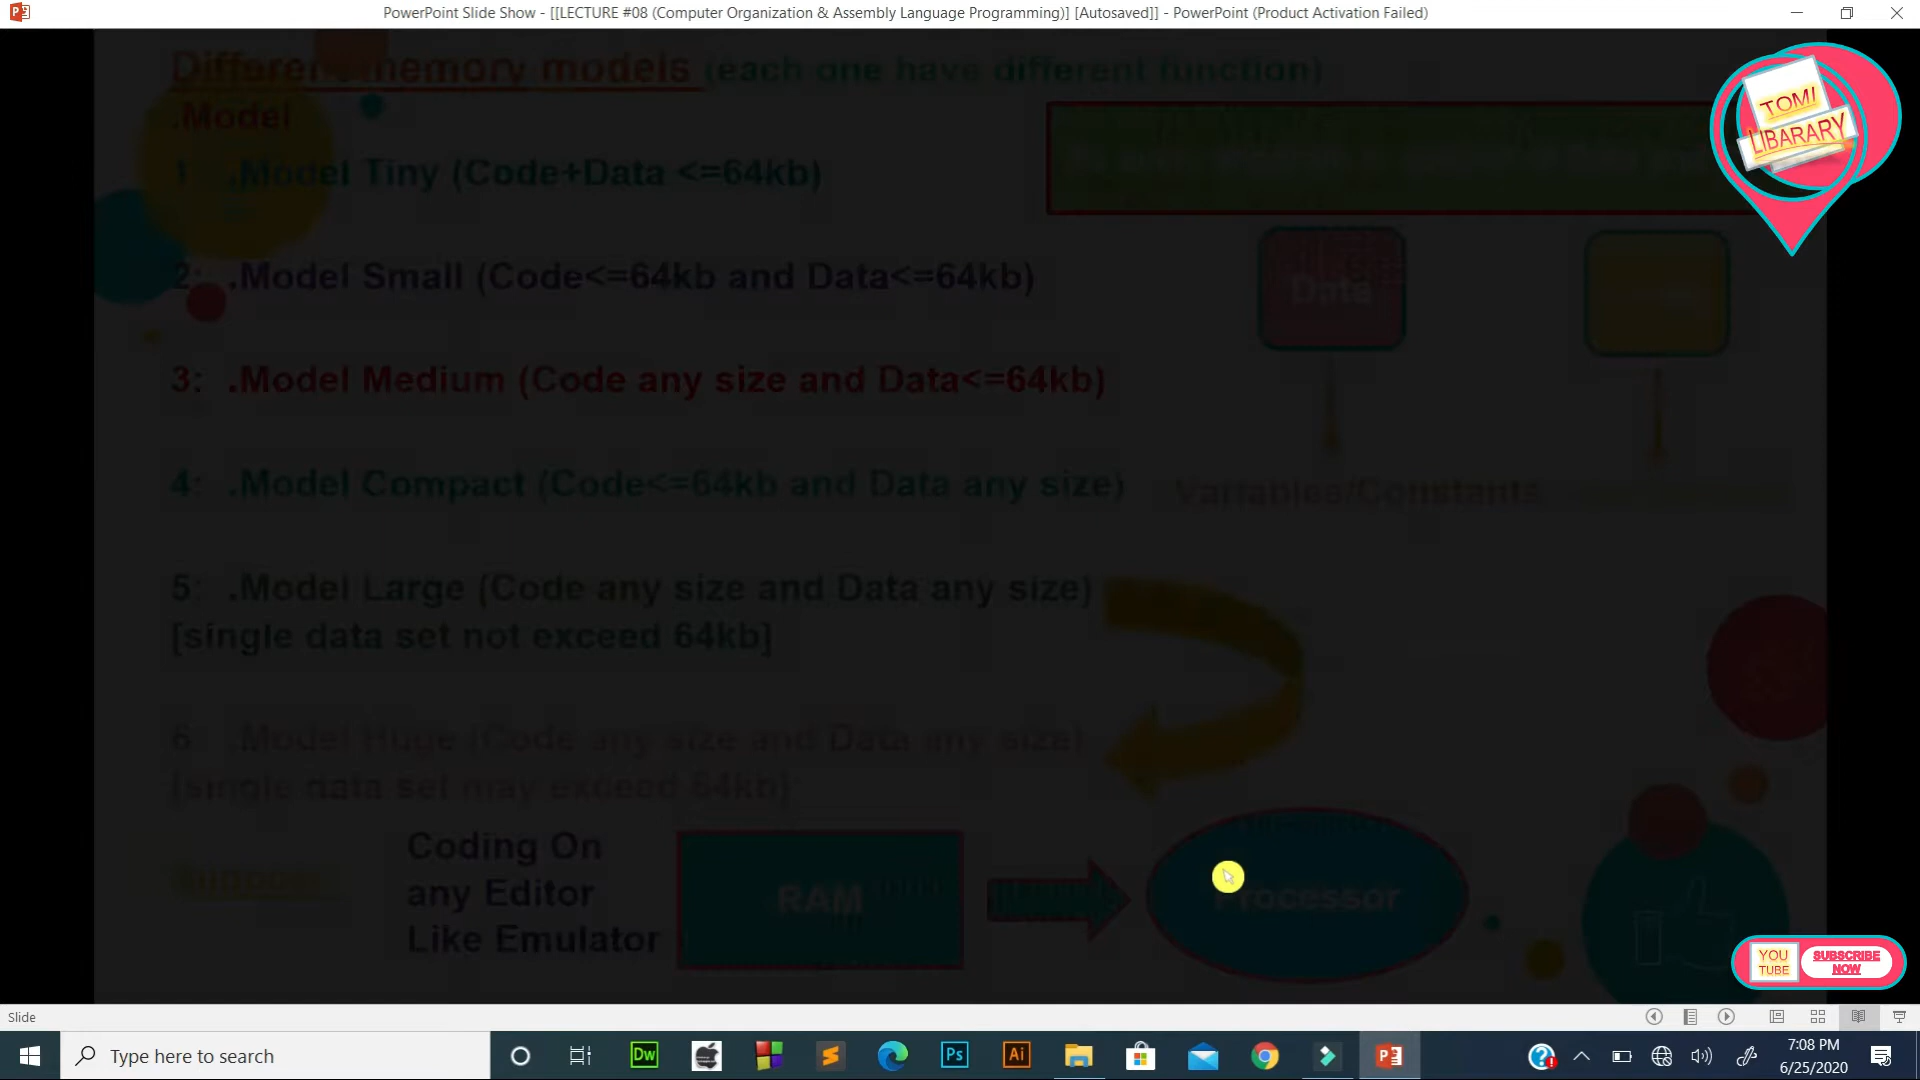 PowerPoint Slide Show - [[LECTURE #08 (Computer Organization & Assembly Language Programming)] [Autosaved]] - PowerPoint (Product Activation Failed)
Different memory models (each one have different function)
.Model
1: .Model Tiny (Code+Data <=64kb)
2: .Model Small (Code<=64kb and Data<=64kb)
3: .Model Medium (Code any size and Data<=64kb)
4: .Model Compact (Code<=64kb and Data any size)
5: .Model Large (Code any size and Data any size)
[single data set not exceed 64kb]
6: .Model Huge (Code any size and Data any size)
[single data set may exceed 64kb]
Data
Variables/Constants
Coding On
any Editor
Like Emulator
RAM
Processor
TOMI
LIBARARY
YOU
TUBE
SUBSCRIBE
NOW
Slide
Type here to search
Dw
Ps
Ai
7:08 PM
6/25/2020